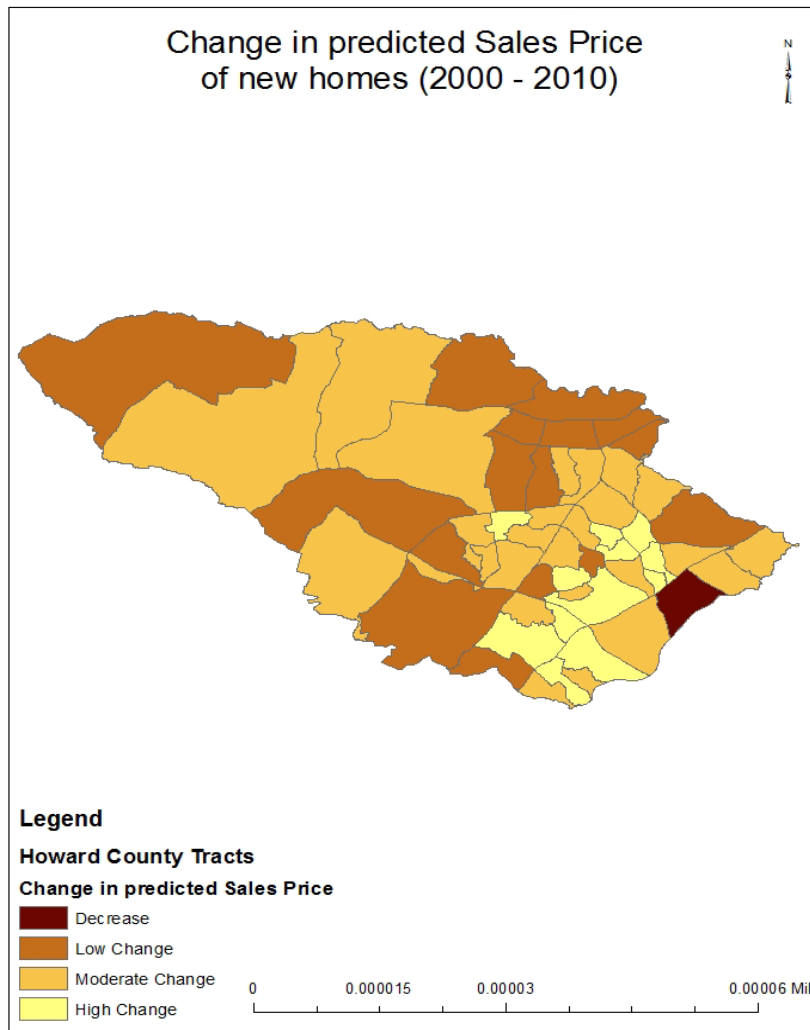 Change in predicted Sales Price
of new homes (2000 - 2010)
N
Legend
Howard County Tracts
Change in predicted Sales Price
Decrease
Low Change
Moderate Change
High Change
0 0.000015 0.00003 0.00006 Mil